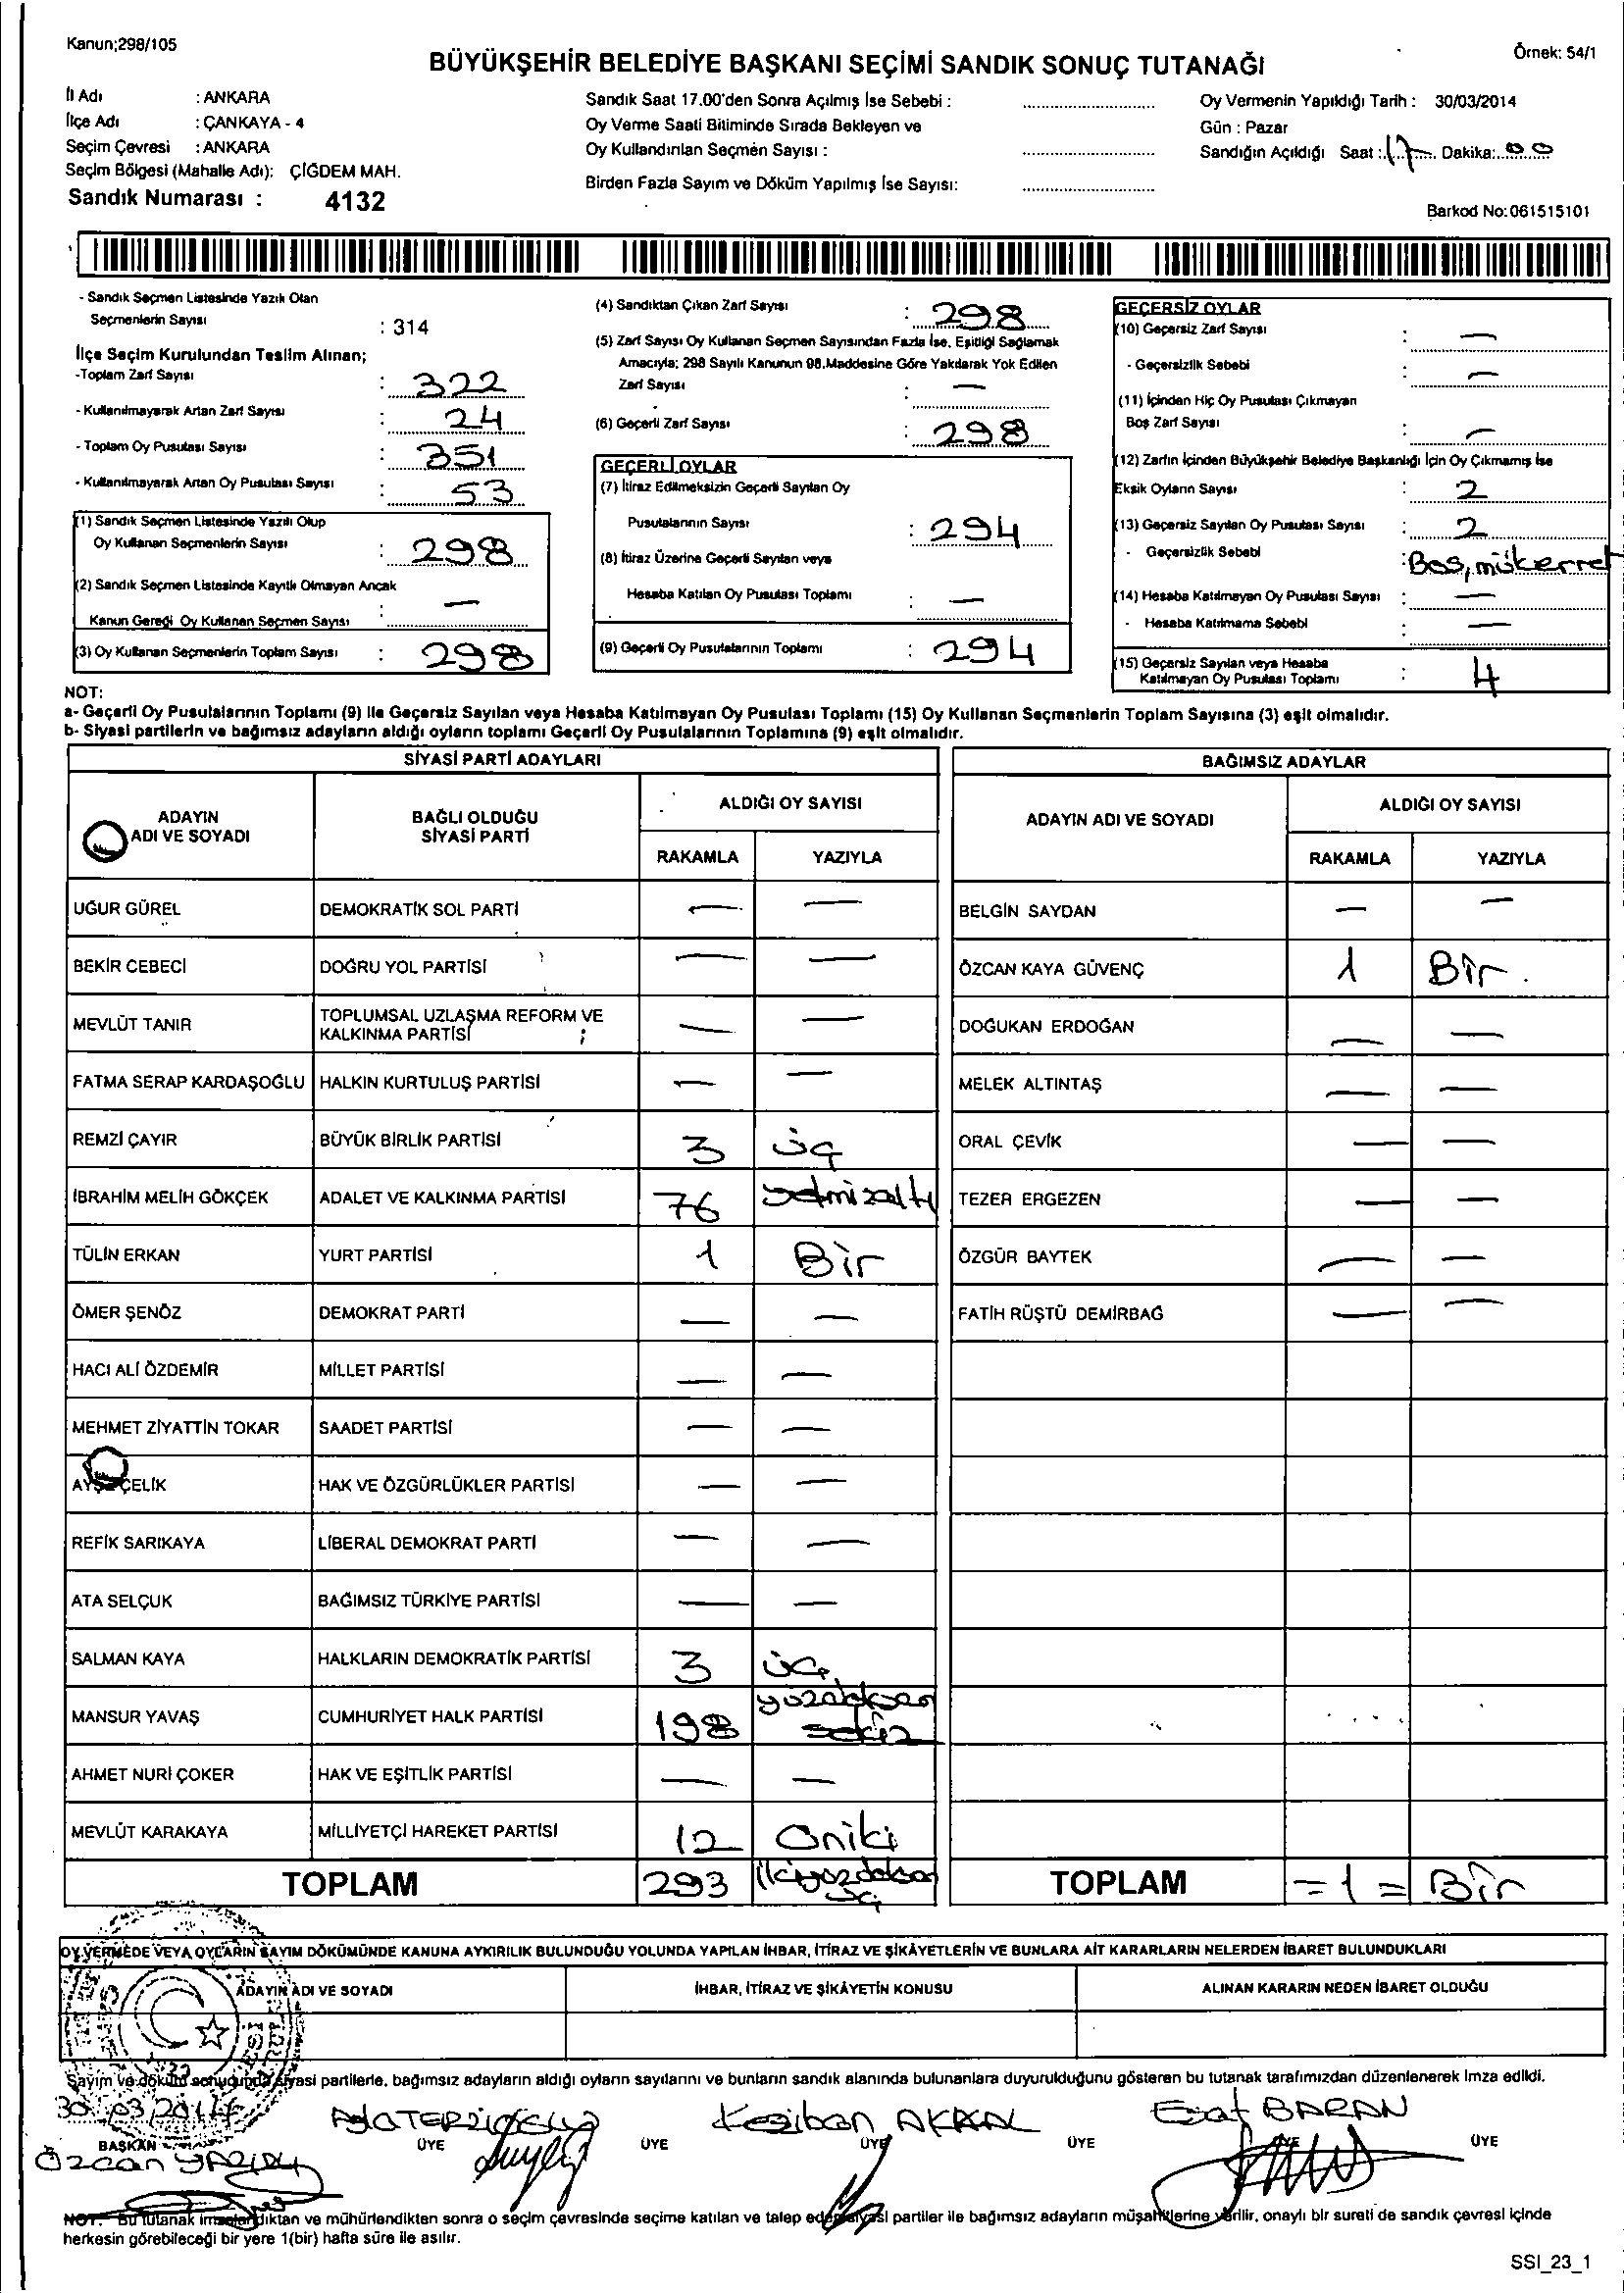 Kanun;298/105
Örnek: 54/1
BÜYÜKŞEHİR BELEDİYE BAŞKANI SEÇİMİ SANDIK SONUÇ TUTANAĞI
İl Adı : ANKARA
İlçe Adı : ÇANKAYA - 4
Seçim Çevresi : ANKARA
Seçim Bölgesi (Mahalle Adı): ÇİĞDEM MAH.
Sandık Numarası : 4132
Sandık Saat 17.00'den Sonra Açılmış İse Sebebi :
Oy Verme Saati Bitiminde Sırada Bekleyen ve
Oy Kullandırılan Seçmen Sayısı :
Birden Fazla Sayım ve Döküm Yapılmış İse Sayısı:
Oy Vermenin Yapıldığı Tarih : 30/03/2014
Gün : Pazar
Sandığın Açıldığı Saat : 17 Dakika: 00
Barkod No:061515101
- Sandık Seçmen Listesinde Yazılı Olan
Seçmenlerin Sayısı : 314
İlçe Seçim Kurulundan Teslim Alınan;
-Toplam Zarf Sayısı : 322
- Kullanılmayarak Artan Zarf Sayısı : 24
- Toplam Oy Pusulası Sayısı : 351
- Kullanılmayarak Artan Oy Pusulası Sayısı : 53
(1) Sandık Seçmen Listesinde Yazılı Olup
Oy Kullanan Seçmenlerin Sayısı : 298
(2) Sandık Seçmen Listesinde Kayıtlı Olmayan Ancak
Kanun Gereği Oy Kullanan Seçmen Sayısı : —
(3) Oy Kullanan Seçmenlerin Toplam Sayısı : 298
(4) Sandıktan Çıkan Zarf Sayısı : 298
(5) Zarf Sayısı Oy Kullanan Seçmen Sayısından Fazla İse, Eşitliği Sağlamak
Amacıyla; 298 Sayılı Kanunun 98.Maddesine Göre Yakılarak Yok Edilen
Zarf Sayısı : —
(6) Geçerli Zarf Sayısı : 298
GEÇERLİ OYLAR
(7) İtiraz Edilmeksizin Geçerli Sayılan Oy
Pusulalarının Sayısı : 294
(8) İtiraz Üzerine Geçerli Sayılan veya
Hesaba Katılan Oy Pusulası Toplamı : —
(9) Geçerli Oy Pusulalarının Toplamı : 294
GEÇERSİZ OYLAR
(10) Geçersiz Zarf Sayısı : —
- Geçersizlik Sebebi : —
(11) İçinden Hiç Oy Pusulası Çıkmayan
Boş Zarf Sayısı : —
(12) Zarfın İçinden Büyükşehir Belediye Başkanlığı İçin Oy Çıkmamış İse
Eksik Oyların Sayısı : 2
(13) Geçersiz Sayılan Oy Pusulası Sayısı : 2
- Geçersizlik Sebebi : Boş, mükerrer
(14) Hesaba Katılmayan Oy Pusulası Sayısı : —
- Hesaba Katılmama Sebebi : —
(15) Geçersiz Sayılan veya Hesaba
Katılmayan Oy Pusulası Toplamı : 4
NOT:
a- Geçerli Oy Pusulalarının Toplamı (9) ile Geçersiz Sayılan veya Hesaba Katılmayan Oy Pusulası Toplamı (15) Oy Kullanan Seçmenlerin Toplam Sayısına (3) eşit olmalıdır.
b- Siyasi partilerin ve bağımsız adayların aldığı oyların toplamı Geçerli Oy Pusulalarının Toplamına (9) eşit olmalıdır.
SİYASİ PARTİ ADAYLARI
ADAYIN ADI VE SOYADI BAĞLI OLDUĞU SİYASİ PARTİ ALDIĞI OY SAYISI
RAKAMLA YAZIYLA
UĞUR GÜREL DEMOKRATİK SOL PARTİ — —
BEKİR CEBECİ DOĞRU YOL PARTİSİ — —
MEVLÜT TANIR TOPLUMSAL UZLAŞMA REFORM VE KALKINMA PARTİSİ — —
FATMA SERAP KARDAŞOĞLU HALKIN KURTULUŞ PARTİSİ — —
REMZİ ÇAYIR BÜYÜK BİRLİK PARTİSİ 3 üç
İBRAHİM MELİH GÖKÇEK ADALET VE KALKINMA PARTİSİ 76 yetmişaltı
TÜLİN ERKAN YURT PARTİSİ 1 Bir
ÖMER ŞENÖZ DEMOKRAT PARTİ — —
HACI ALİ ÖZDEMİR MİLLET PARTİSİ — —
MEHMET ZİYATTİN TOKAR SAADET PARTİSİ — —
AYŞE ÇELİK HAK VE ÖZGÜRLÜKLER PARTİSİ — —
REFİK SARIKAYA LİBERAL DEMOKRAT PARTİ — —
ATA SELÇUK BAĞIMSIZ TÜRKİYE PARTİSİ — —
SALMAN KAYA HALKLARIN DEMOKRATİK PARTİSİ 3 üç
MANSUR YAVAŞ CUMHURİYET HALK PARTİSİ 198 yüzdoksan sekiz
AHMET NURİ ÇOKER HAK VE EŞİTLİK PARTİSİ — —
MEVLÜT KARAKAYA MİLLİYETÇİ HAREKET PARTİSİ 12 Oniki
TOPLAM 293 ikiyüzdoksan üç
BAĞIMSIZ ADAYLAR
ADAYIN ADI VE SOYADI ALDIĞI OY SAYISI
RAKAMLA YAZIYLA
BELGİN SAYDAN — —
ÖZCAN KAYA GÜVENÇ 1 Bir.
DOĞUKAN ERDOĞAN — —
MELEK ALTINTAŞ — —
ORAL ÇEVİK — —
TEZER ERGEZEN — —
ÖZGÜR BAYTEK — —
FATİH RÜŞTÜ DEMİRBAĞ — —
TOPLAM =1= Bir
OY VERMEDE VEYA OYLARIN SAYIM DÖKÜMÜNDE KANUNA AYKIRILIK BULUNDUĞU YOLUNDA YAPILAN İHBAR, İTİRAZ VE ŞİKÂYETLERİN VE BUNLARA AİT KARARLARIN NELERDEN İBARET BULUNDUKLARI
ADAYIN ADI VE SOYADI İHBAR, İTİRAZ VE ŞİKÂYETİN KONUSU ALINAN KARARIN NEDEN İBARET OLDUĞU
Sayım ve döküm sonucunda siyasi partilerle, bağımsız adayların aldığı oyların sayılarını ve bunların sandık alanında bulunanlara duyurulduğunu gösteren bu tutanak tarafımızdan düzenlenerek imza edildi.
30/03/2014
Keziban AKKAL Esat BARAN
BAŞKAN ÜYE ÜYE ÜYE ÜYE ÜYE ÜYE
Özcan
NOT: Bu tutanak imzalandıktan ve mühürlendikten sonra o seçim çevresinde seçime katılan ve talep eden siyasi partiler ile bağımsız adayların müşahitlerine verilir, onaylı bir sureti de sandık çevresi içinde
herkesin görebileceği bir yere 1(bir) hafta süre ile asılır.
SSI_23_1